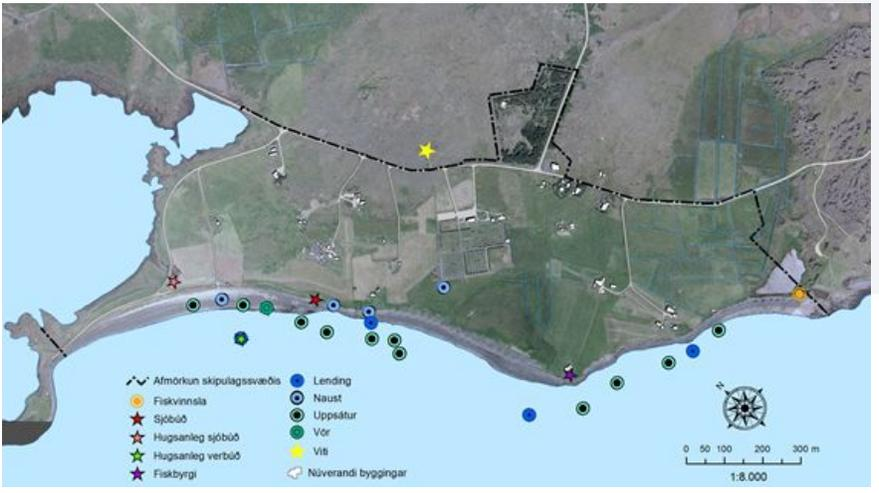 Afmörkun skipulagssvæðis
Fiskvinnsla
Sjóbúð
Hugsanleg sjóbúð
Hugsanleg verbúð
Fiskbyrgi
Lending
Naust
Uppsátur
Vör
Viti
Núverandi byggingar
N
0 50 100 200 300 m
1:8.000